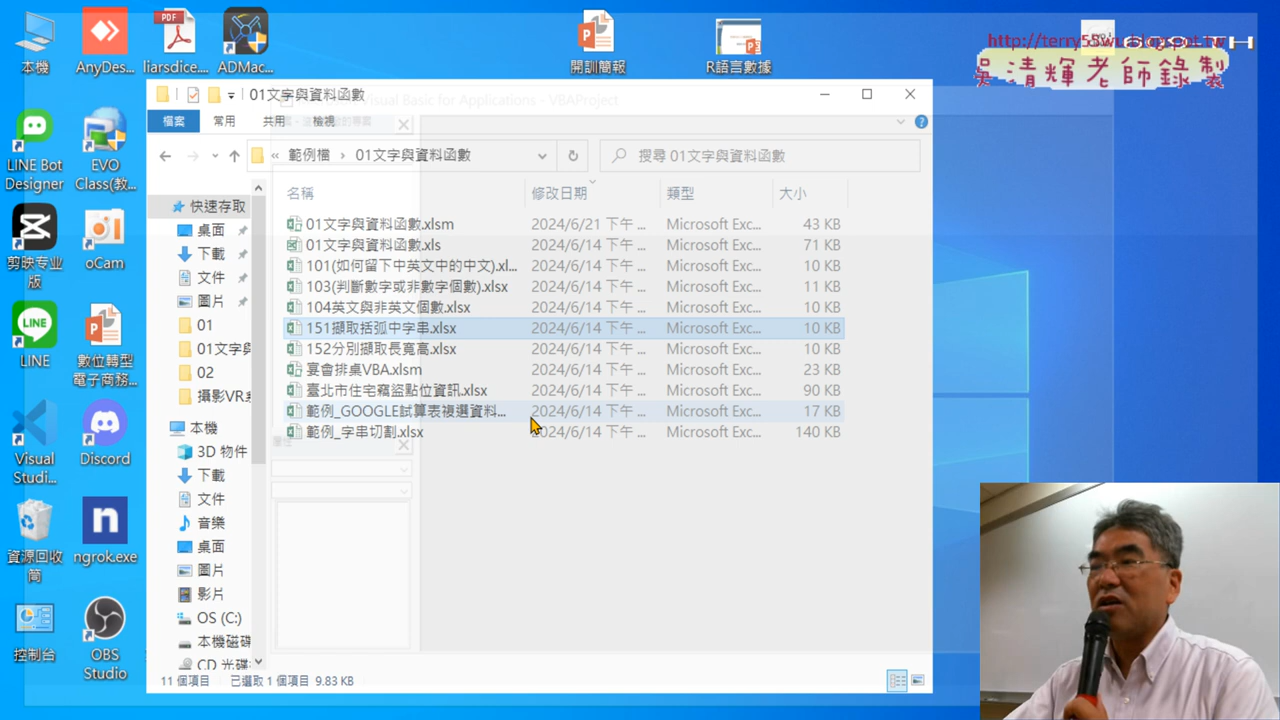 本機
AnyDes...
PDF
liarsdice....
ADMac...
開訓簡報
R語言數據
http://terry55wu.blogspot.tw
吳清輝老師錄製
LINE Bot
Designer
EVO
Class(教...
剪映专业
版
oCam
LINE
數位轉型
電子商務...
Visual
Studi...
Discord
資源回收
筒
ngrok.exe
控制台
OBS
Studio
01文字與資料函數
Visual Basic for Applications - VBAProject
檔案
常用
共用
檢視
« 範例檔 › 01文字與資料函數
搜尋 01文字與資料函數
快速存取
桌面
下載
文件
圖片
01
01文字與
02
攝影VR
本機
3D 物件
下載
文件
音樂
桌面
圖片
影片
OS (C:)
本機磁碟
CD 光碟
名稱 修改日期 類型 大小
01文字與資料函數.xlsm 2024/6/21 下午 ... Microsoft Exc... 43 KB
01文字與資料函數.xls 2024/6/14 下午 ... Microsoft Exc... 71 KB
101(如何留下中英文中的中文).xl... 2024/6/14 下午 ... Microsoft Exc... 10 KB
103(判斷數字或非數字個數).xlsx 2024/6/14 下午 ... Microsoft Exc... 11 KB
104英文與非英文個數.xlsx 2024/6/14 下午 ... Microsoft Exc... 10 KB
151擷取括弧中字串.xlsx 2024/6/14 下午 ... Microsoft Exc... 10 KB
152分別擷取長寬高.xlsx 2024/6/14 下午 ... Microsoft Exc... 10 KB
宴會排桌VBA.xlsm 2024/6/14 下午 ... Microsoft Exc... 23 KB
臺北市住宅竊盜點位資訊.xlsx 2024/6/14 下午 ... Microsoft Exc... 90 KB
範例_GOOGLE試算表複選資料... 2024/6/14 下午 ... Microsoft Exc... 17 KB
範例_字串切割.xlsx 2024/6/14 下午 ... Microsoft Exc... 140 KB
11 個項目 已選取 1 個項目 9.83 KB